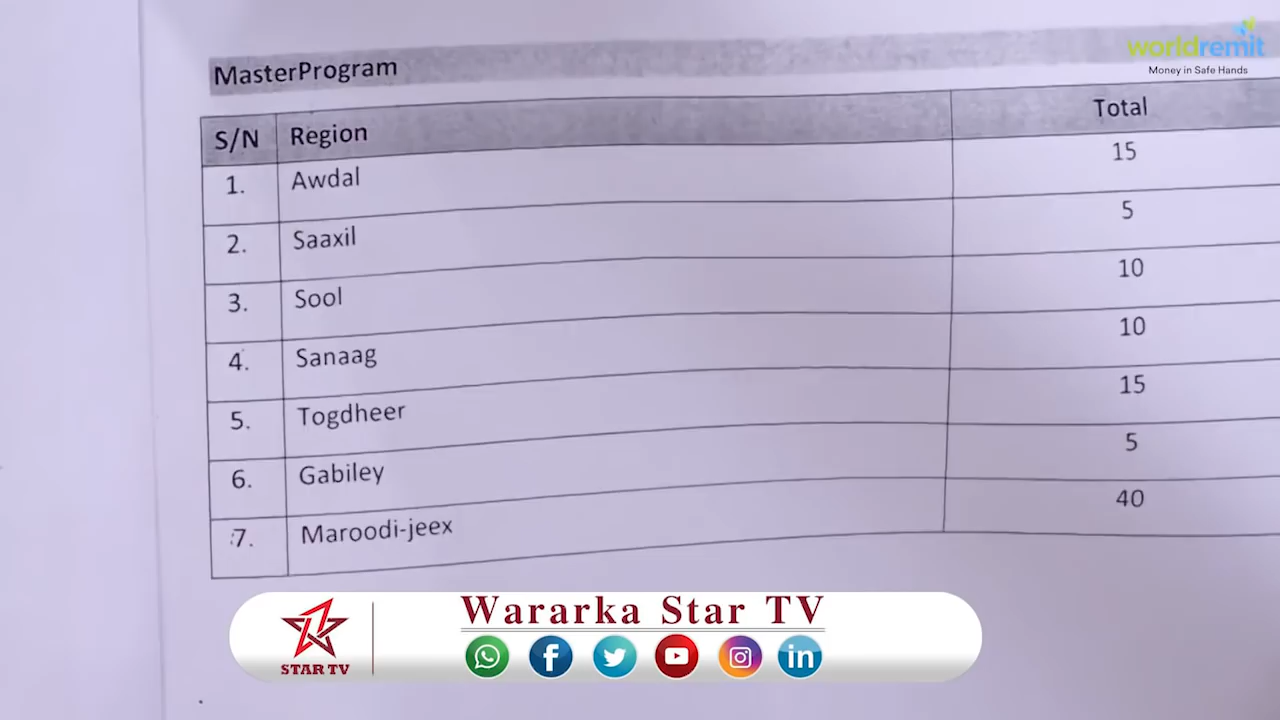 worldremit
Money in Safe Hands
MasterProgram
S/N Region Total
1. Awdal 15
2. Saaxil 5
3. Sool 10
4. Sanaag 10
5. Togdheer 15
6. Gabiley 5
7. Maroodi-jeex 40
Wararka Star TV
STAR TV